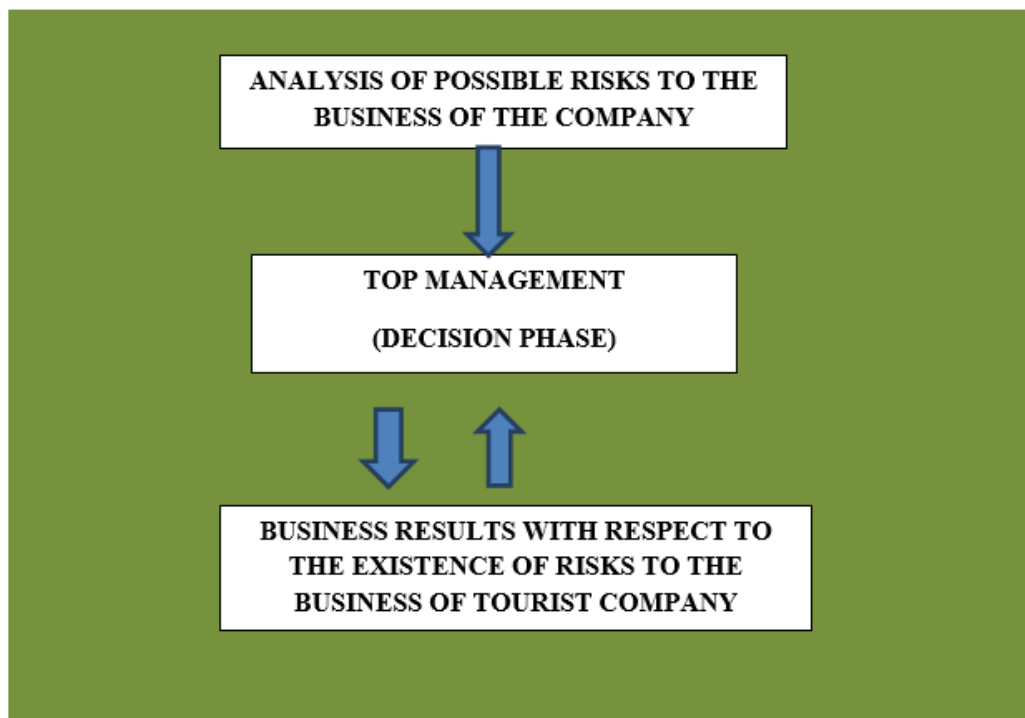 ANALYSIS OF POSSIBLE RISKS TO THE
BUSINESS OF THE COMPANY
TOP MANAGEMENT
(DECISION PHASE)
BUSINESS RESULTS WITH RESPECT TO
THE EXISTENCE OF RISKS TO THE
BUSINESS OF TOURIST COMPANY